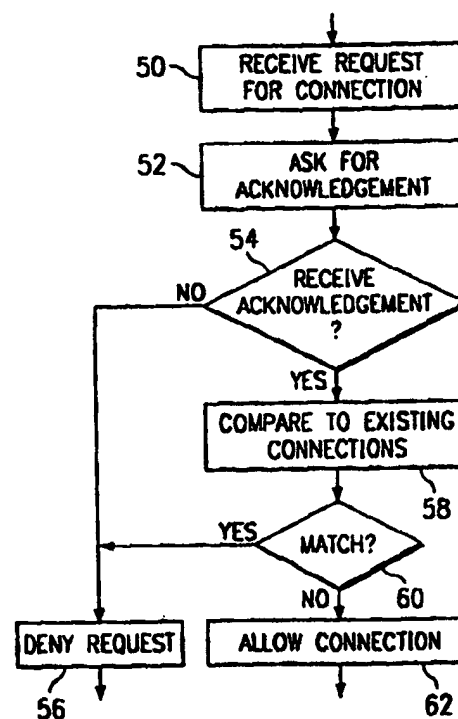 50
RECEIVE REQUEST
FOR CONNECTION
52
ASK FOR
ACKNOWLEDGEMENT
54
NO
RECEIVE
ACKNOWLEDGEMENT
?
YES
COMPARE TO EXISTING
CONNECTIONS
58
YES
MATCH?
NO
60
DENY REQUEST
ALLOW CONNECTION
56
62